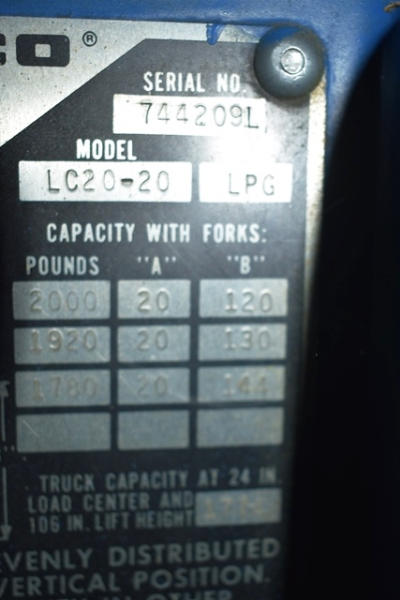 CO®
SERIAL NO.
744209L
MODEL
LC20-20 LPG
CAPACITY WITH FORKS:
POUNDS "A" "B"
2000 20 120
1920 20 130
1780 20 144
TRUCK CAPACITY AT 24 IN.
LOAD CENTER AND
106 IN. LIFT HEIGHT
EVENLY DISTRIBUTED
VERTICAL POSITION.